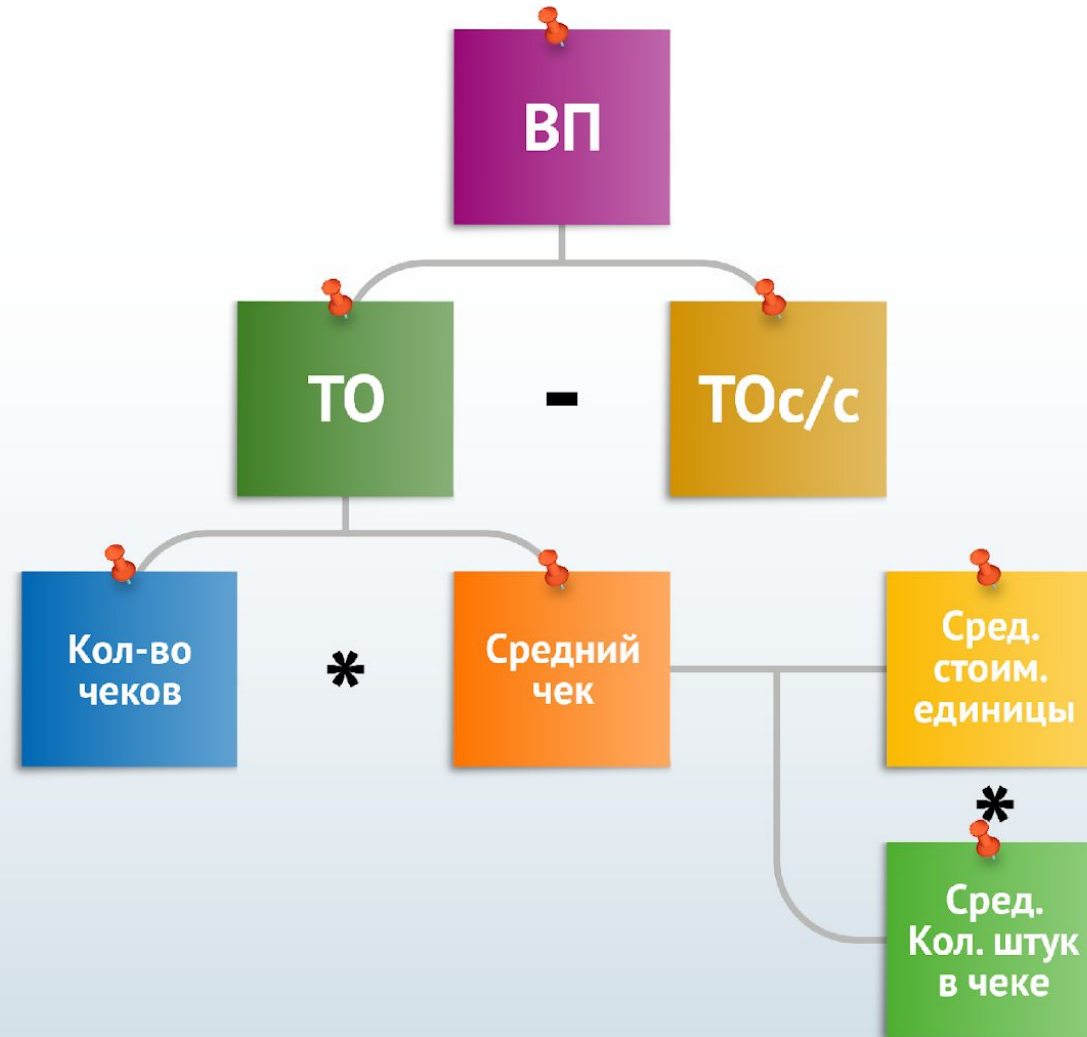 ВП
ТО
-
ТОс/с
Кол-во
чеков
*
Средний
чек
Сред.
стоим.
единицы
*
Сред.
Кол. штук
в чеке